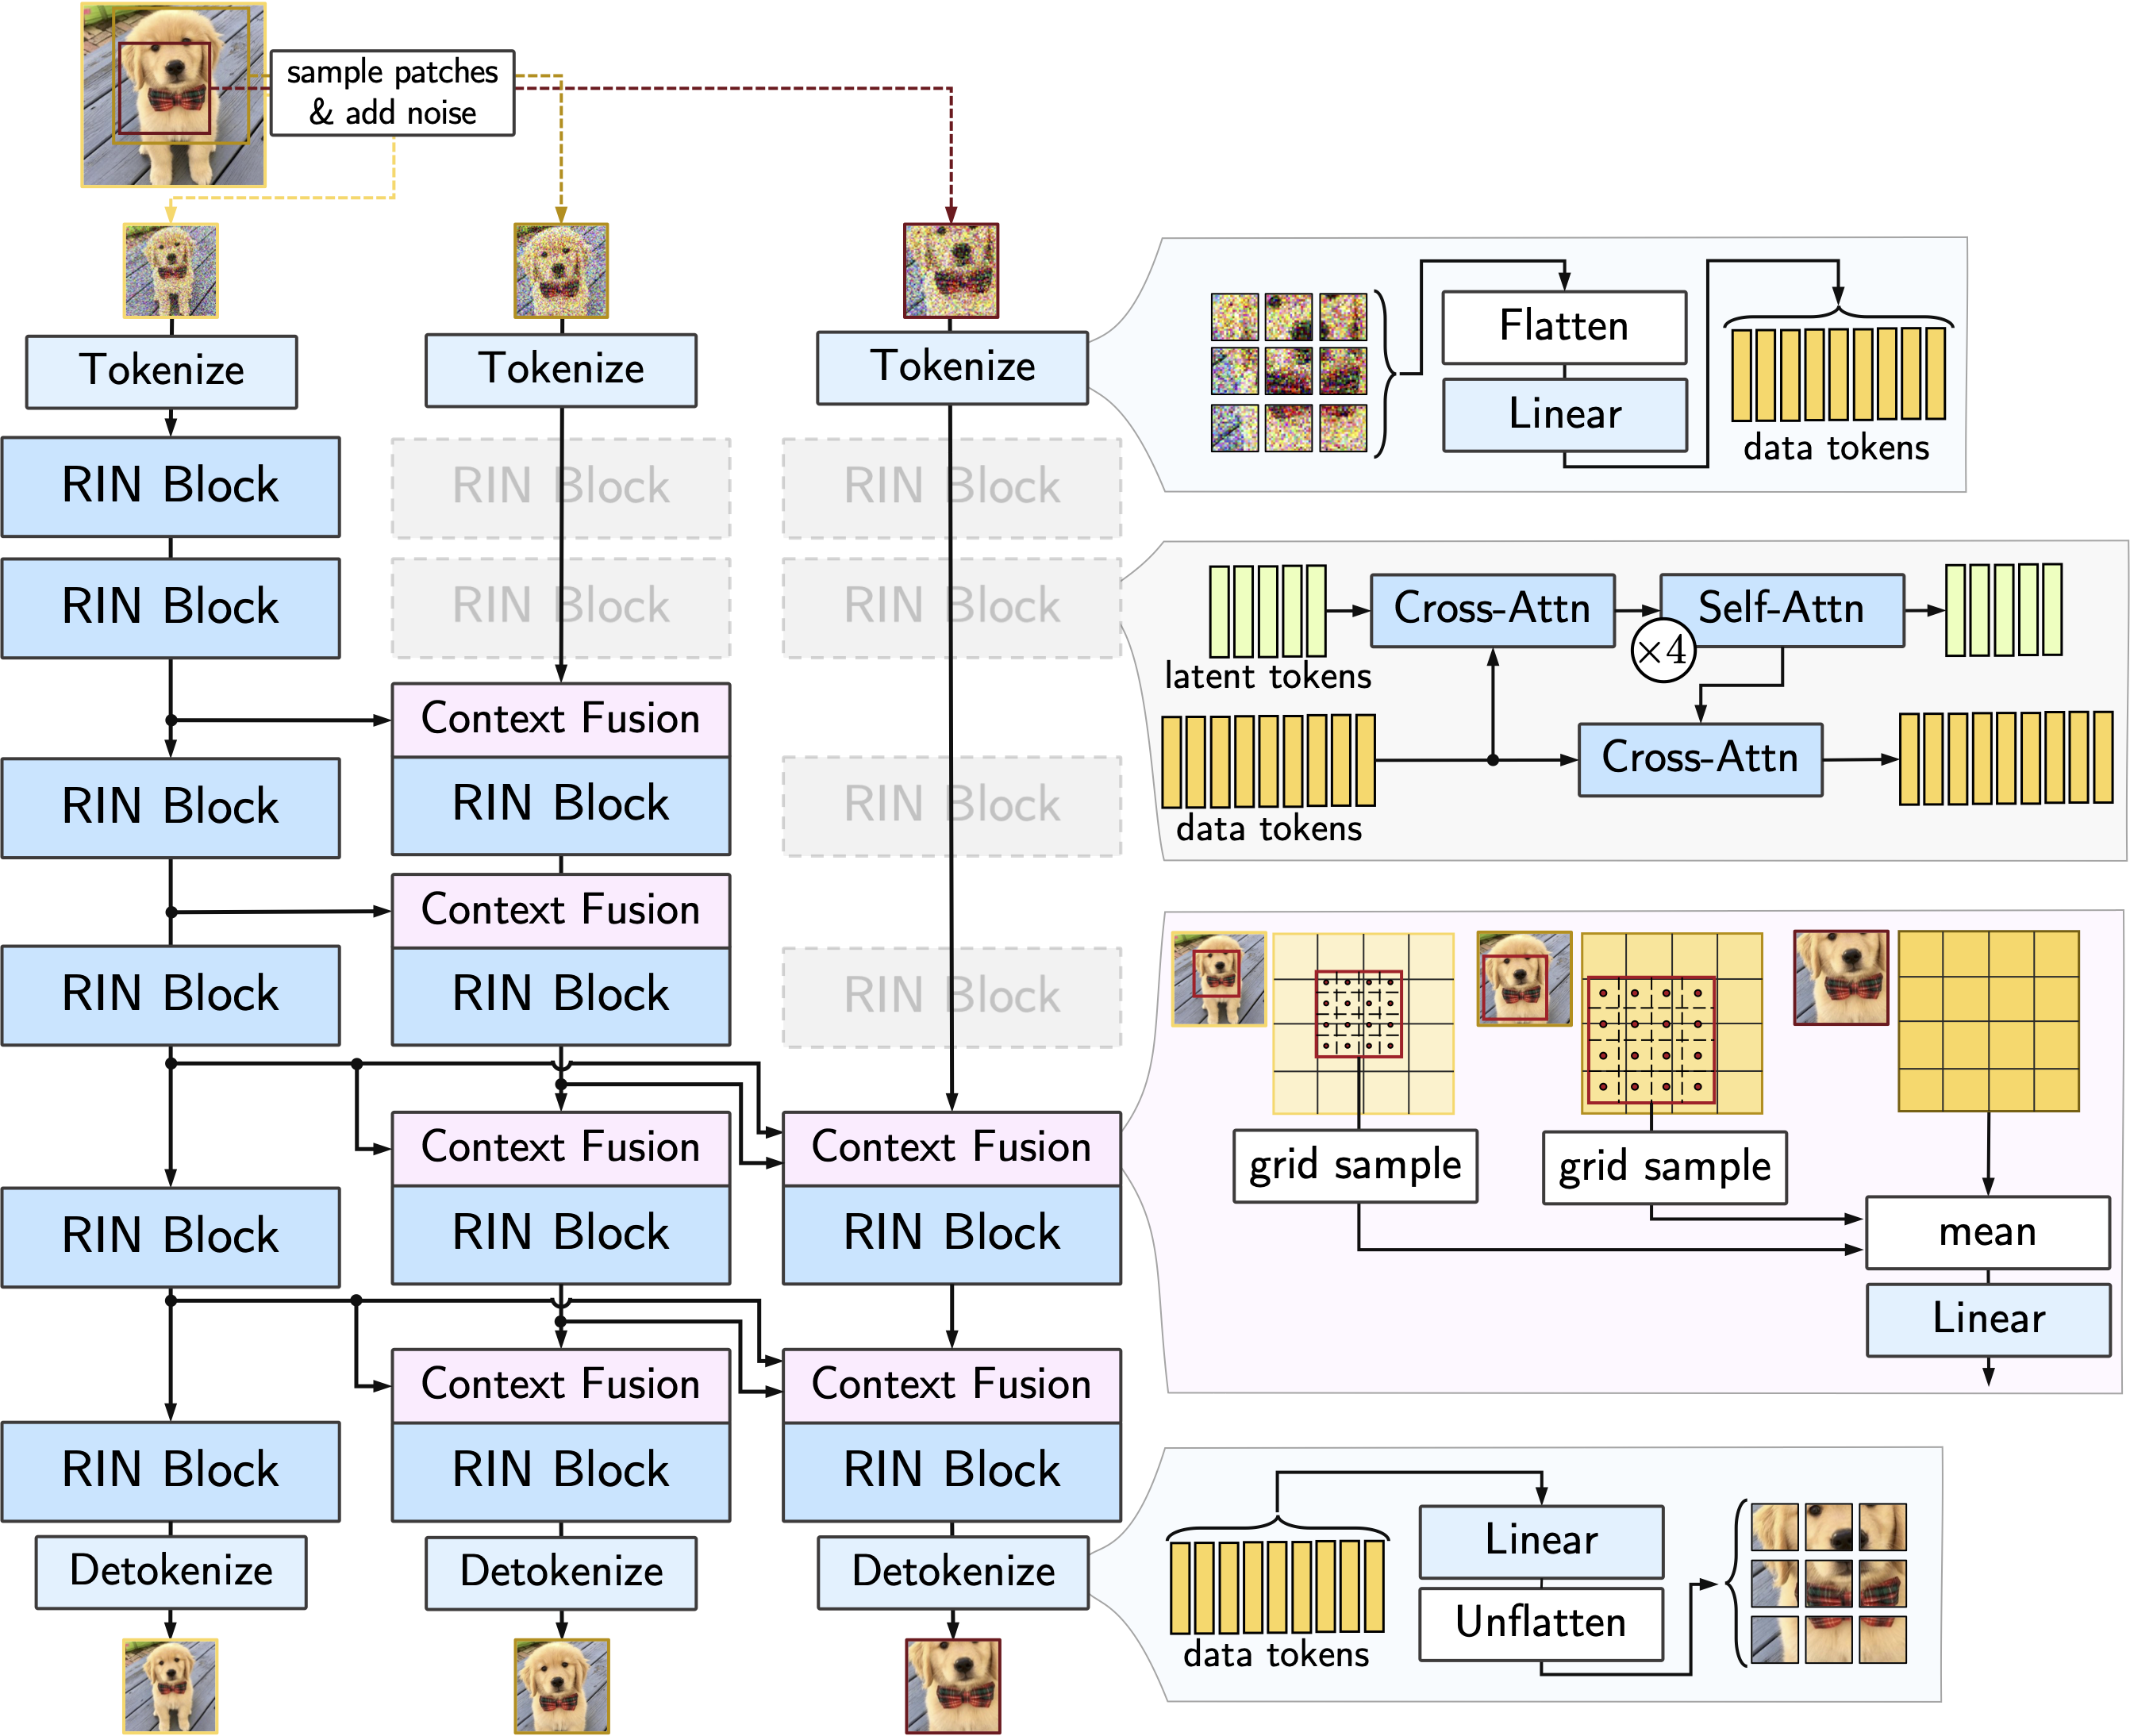 sample patches
& add noise
Tokenize
Tokenize
Tokenize
RIN Block
RIN Block
RIN Block
RIN Block
RIN Block
RIN Block
Context Fusion
RIN Block
RIN Block
RIN Block
Context Fusion
RIN Block
RIN Block
RIN Block
Context Fusion
Context Fusion
RIN Block
RIN Block
RIN Block
Context Fusion
Context Fusion
RIN Block
RIN Block
RIN Block
Detokenize
Detokenize
Detokenize
Flatten
Linear
data tokens
Cross-Attn
Self-Attn
×4
latent tokens
Cross-Attn
data tokens
grid sample
grid sample
mean
Linear
Linear
Unflatten
data tokens